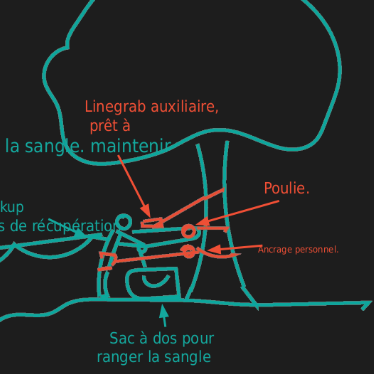 Linegrab auxiliaire,
prêt à
la sangle. maintenir
Poulie.
kup
s de récupération
Ancrage personnel.
Sac à dos pour
ranger la sangle